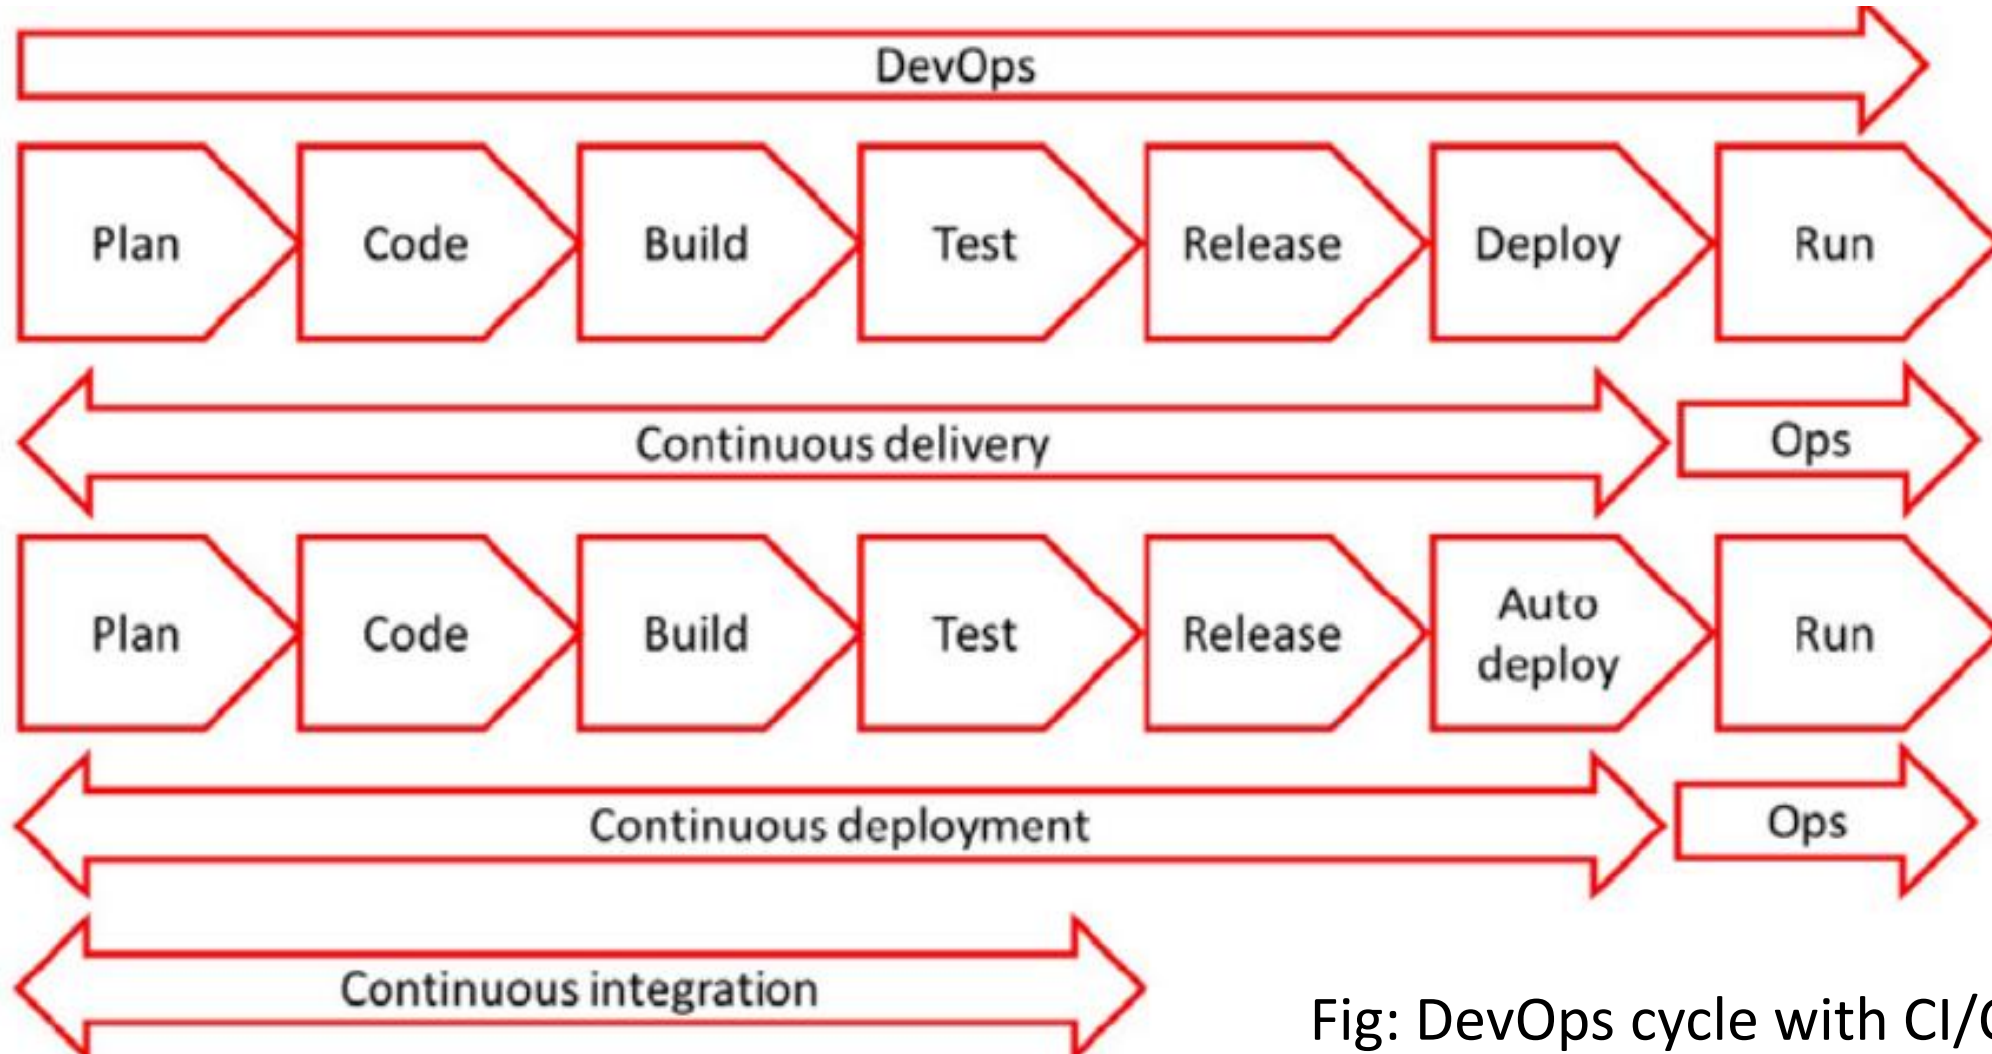 DevOps
Plan Code Build Test Release Deploy Run
Continuous delivery Ops
Plan Code Build Test Release Auto deploy Run
Continuous deployment Ops
Continuous integration
Fig: DevOps cycle with CI/